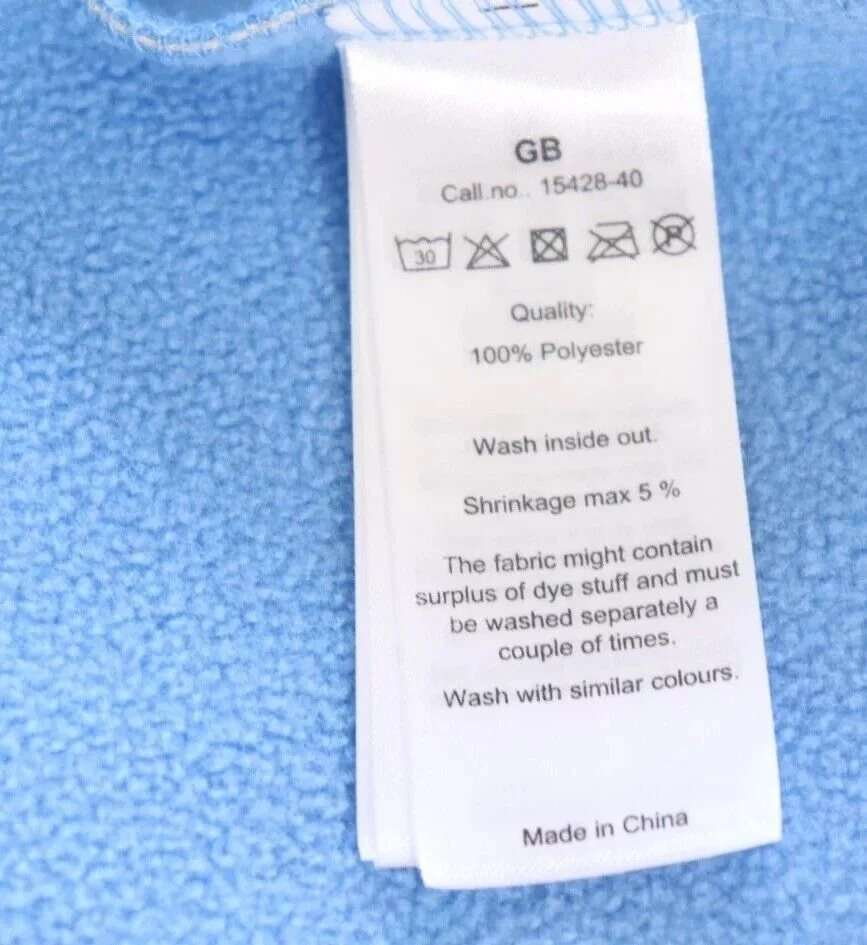 GB
Call.no.. 15428-40
30
Quality:
100% Polyester
Wash inside out.
Shrinkage max 5 %
The fabric might contain
surplus of dye stuff and must
be washed separately a
couple of times.
Wash with similar colours.
Made in China